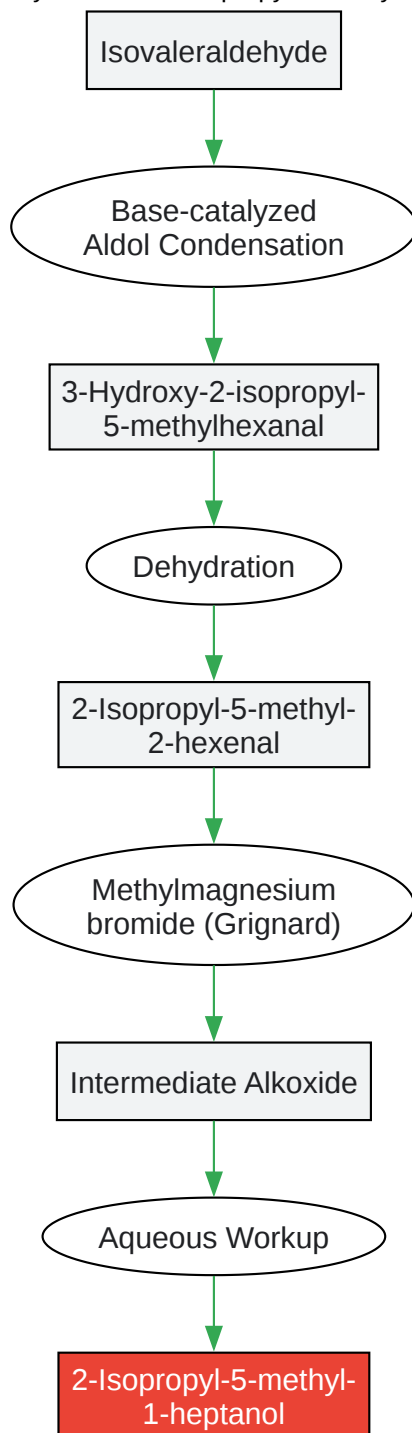 Isovaleraldehyde
Base-catalyzed
Aldol Condensation
3-Hydroxy-2-isopropyl-
5-methylhexanal
Dehydration
2-Isopropyl-5-methyl-
2-hexenal
Methylmagnesium
bromide (Grignard)
Intermediate Alkoxide
Aqueous Workup
2-Isopropyl-5-methyl-
1-heptanol